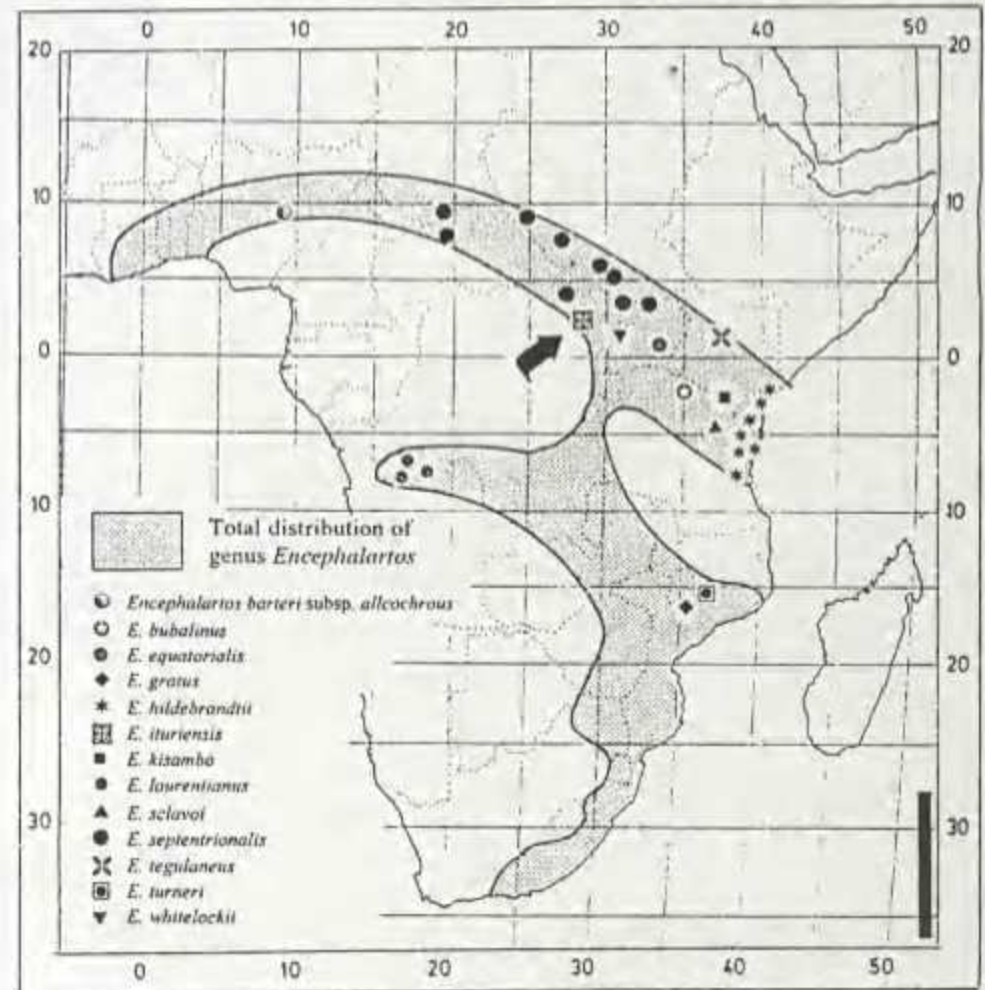 0 10 20 30 40 50
20 20
10 10
0 0
10 10
Total distribution of
genus Encephalartos
Encephalartos barteri subsp. allcochrous
E. bubalinus
20 20
E. equatorialis
E. gratus
E. hildebrandtii
E. ituriensis
E. kisambo
E. laurentianus
30 30
E. sclavoi
E. septentrionalis
E. tegulaneus
E. turneri
E. whitelockii
0 10 20 30 40 50